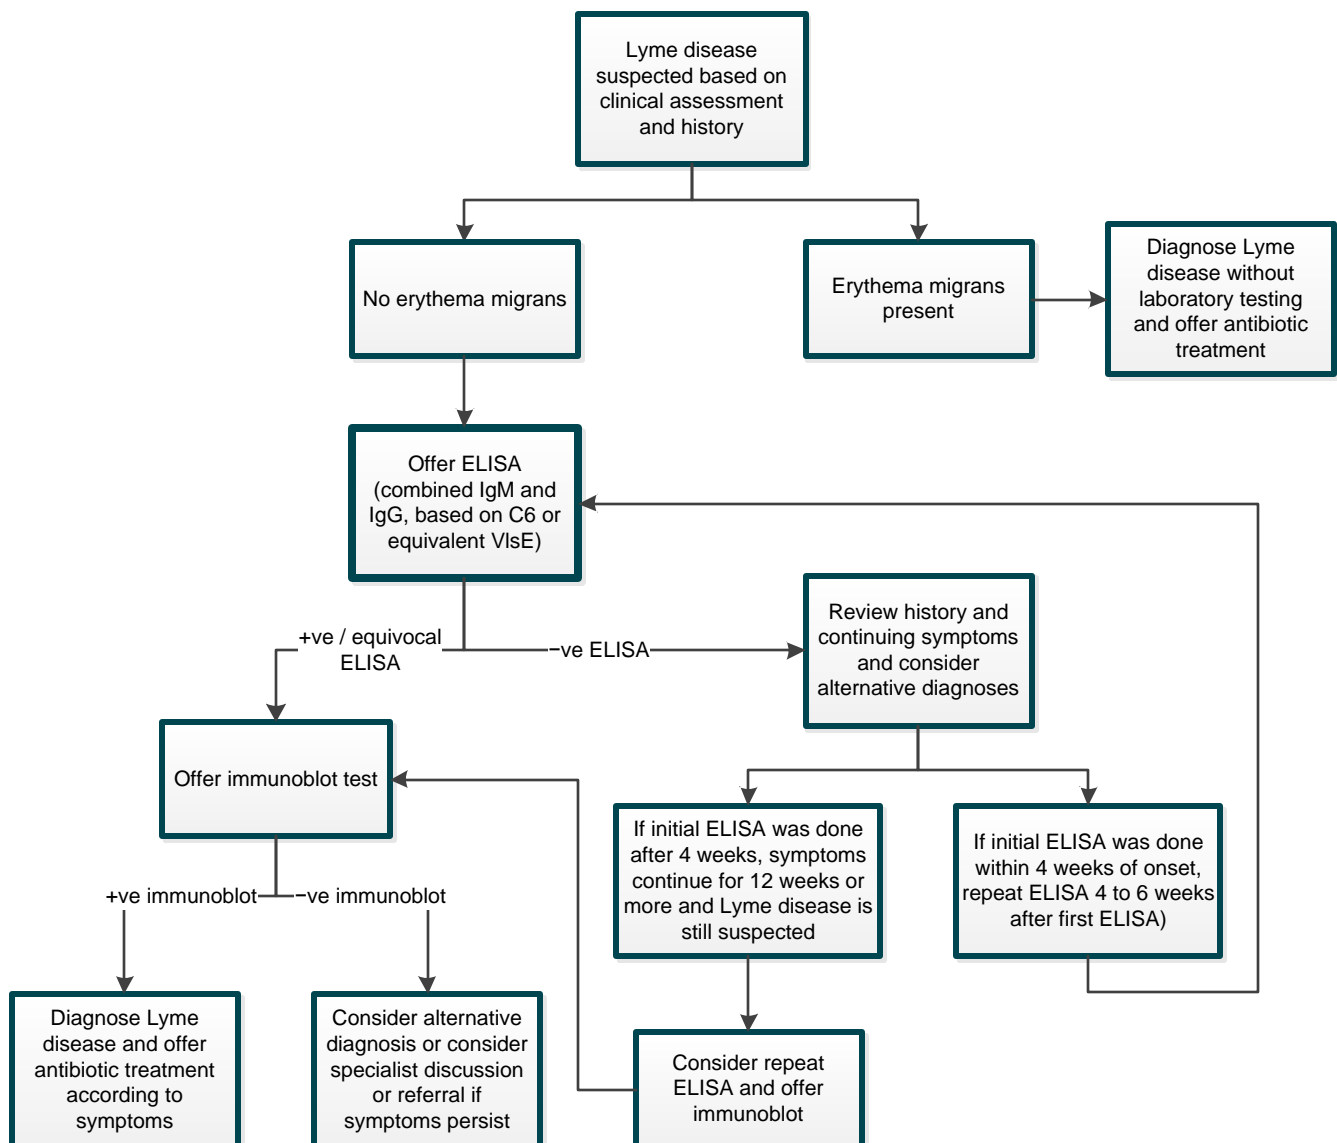 Lyme disease
suspected based on
clinical assessment
and history
No erythema migrans
Erythema migrans
present
Diagnose Lyme
disease without
laboratory testing
and offer antibiotic
treatment
Offer ELISA
(combined IgM and
IgG, based on C6 or
equivalent VlsE)
+ve / equivocal
ELISA
−ve ELISA
Review history and
continuing symptoms
and consider
alternative diagnoses
Offer immunoblot test
If initial ELISA was done
after 4 weeks, symptoms
continue for 12 weeks or
more and Lyme disease is
still suspected
If initial ELISA was done
within 4 weeks of onset,
repeat ELISA 4 to 6 weeks
after first ELISA)
+ve immunoblot
−ve immunoblot
Diagnose Lyme
disease and offer
antibiotic treatment
according to
symptoms
Consider alternative
diagnosis or consider
specialist discussion
or referral if
symptoms persist
Consider repeat
ELISA and offer
immunoblot